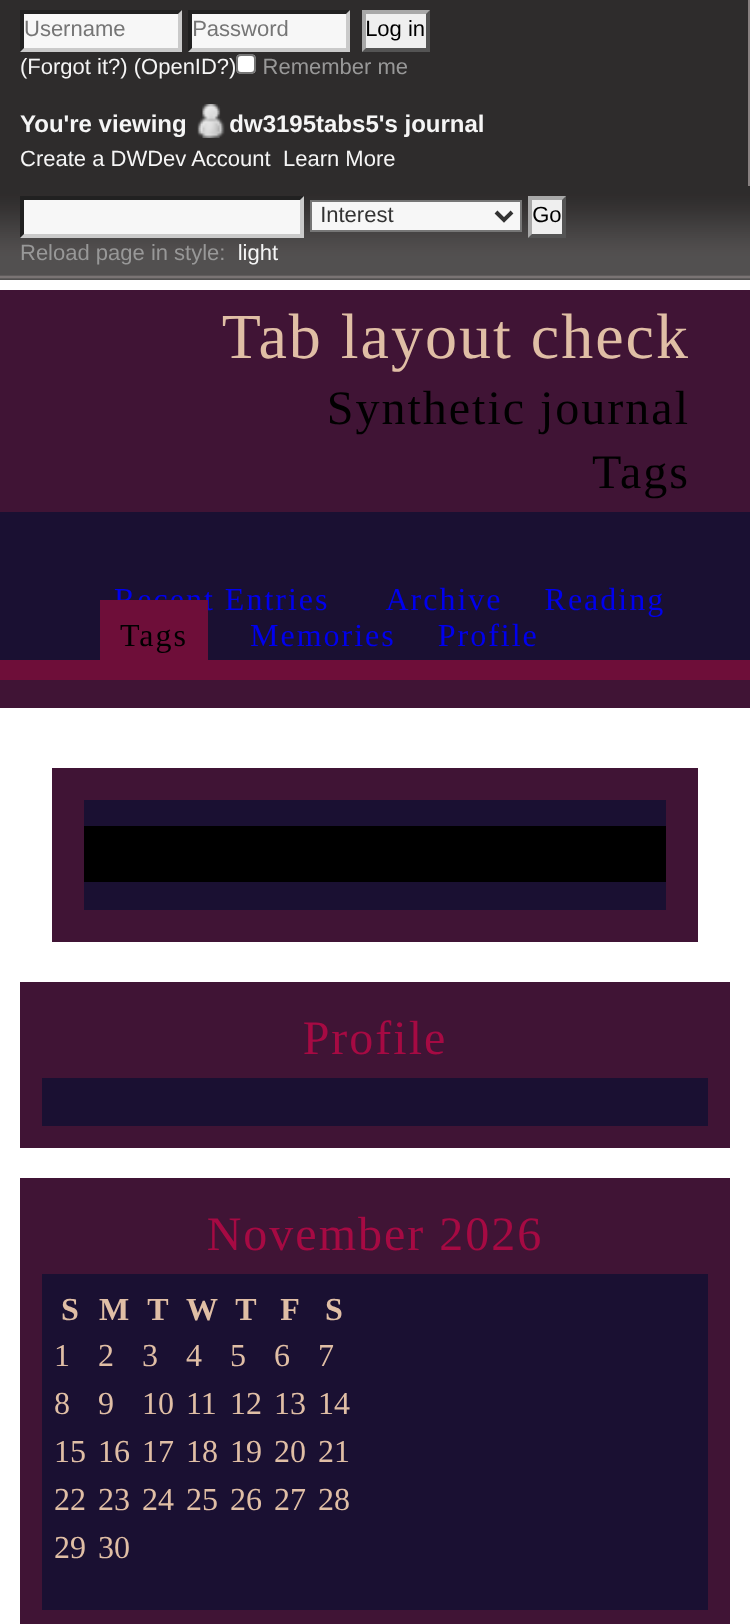 Username Password Log in
(Forgot it?) (OpenID?) Remember me
You're viewing dw3195tabs5's journal
Create a DWDev Account Learn More
Interest Go
Reload page in style: light
Tab layout check
Synthetic journal
Tags
Recent Entries Archive Reading
Tags Memories Profile
Profile
November 2026
S M T W T F S
1 2 3 4 5 6 7
8 9 10 11 12 13 14
15 16 17 18 19 20 21
22 23 24 25 26 27 28
29 30